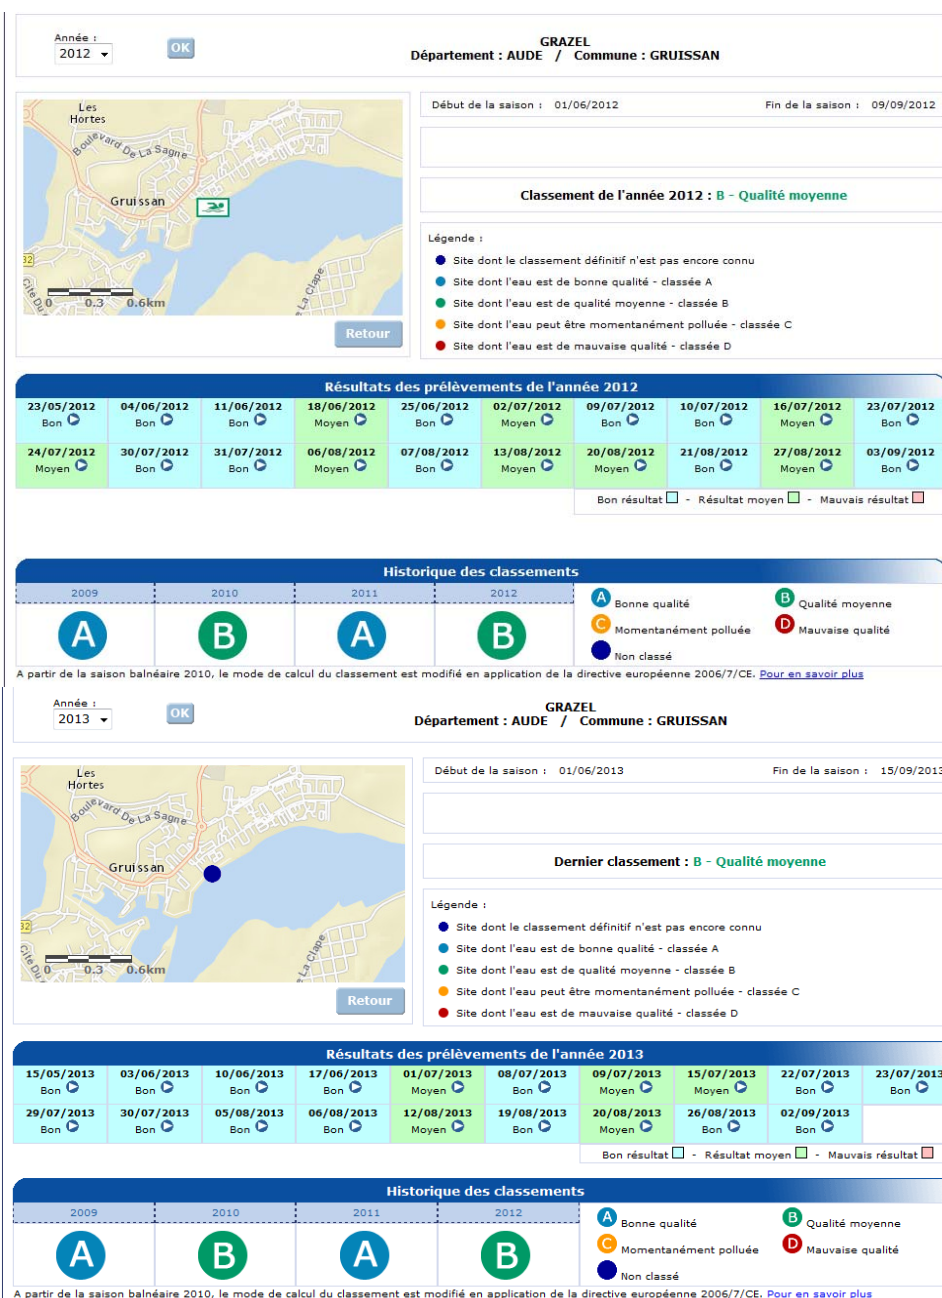 Année :
2012
OK
GRAZEL
Département : AUDE / Commune : GRUISSAN
Les
Hortes
Boulevard De La Sagne
Gruissan
32
Cité Du
La Clape
0 0.3 0.6km
Retour
Début de la saison : 01/06/2012 Fin de la saison : 09/09/2012
Classement de l'année 2012 : B - Qualité moyenne
Légende :
Site dont le classement définitif n'est pas encore connu
Site dont l'eau est de bonne qualité - classée A
Site dont l'eau est de qualité moyenne - classée B
Site dont l'eau peut être momentanément polluée - classée C
Site dont l'eau est de mauvaise qualité - classée D
Résultats des prélèvements de l'année 2012
23/05/2012 04/06/2012 11/06/2012 18/06/2012 25/06/2012 02/07/2012 09/07/2012 10/07/2012 16/07/2012 23/07/2012
Bon Bon Bon Moyen Bon Moyen Bon Bon Moyen Bon
24/07/2012 30/07/2012 31/07/2012 06/08/2012 07/08/2012 13/08/2012 20/08/2012 21/08/2012 27/08/2012 03/09/2012
Moyen Bon Bon Moyen Bon Moyen Moyen Bon Moyen Bon
Bon résultat - Résultat moyen - Mauvais résultat
Historique des classements
2009 2010 2011 2012
A B A B
A Bonne qualité B Qualité moyenne
C Momentanément polluée D Mauvaise qualité
Non classé
A partir de la saison balnéaire 2010, le mode de calcul du classement est modifié en application de la directive européenne 2006/7/CE. Pour en savoir plus
Année :
2013
OK
GRAZEL
Département : AUDE / Commune : GRUISSAN
Les
Hortes
Boulevard De La Sagne
Gruissan
32
Cité Du
La Clape
0 0.3 0.6km
Retour
Début de la saison : 01/06/2013 Fin de la saison : 15/09/2013
Dernier classement : B - Qualité moyenne
Légende :
Site dont le classement définitif n'est pas encore connu
Site dont l'eau est de bonne qualité - classée A
Site dont l'eau est de qualité moyenne - classée B
Site dont l'eau peut être momentanément polluée - classée C
Site dont l'eau est de mauvaise qualité - classée D
Résultats des prélèvements de l'année 2013
15/05/2013 03/06/2013 10/06/2013 17/06/2013 01/07/2013 08/07/2013 09/07/2013 15/07/2013 22/07/2013 23/07/2013
Bon Bon Bon Bon Moyen Bon Moyen Moyen Bon Bon
29/07/2013 30/07/2013 05/08/2013 06/08/2013 12/08/2013 19/08/2013 20/08/2013 26/08/2013 02/09/2013
Bon Bon Bon Bon Moyen Bon Moyen Bon Bon
Bon résultat - Résultat moyen - Mauvais résultat
Historique des classements
2009 2010 2011 2012
A B A B
A Bonne qualité B Qualité moyenne
C Momentanément polluée D Mauvaise qualité
Non classé
A partir de la saison balnéaire 2010, le mode de calcul du classement est modifié en application de la directive européenne 2006/7/CE. Pour en savoir plus